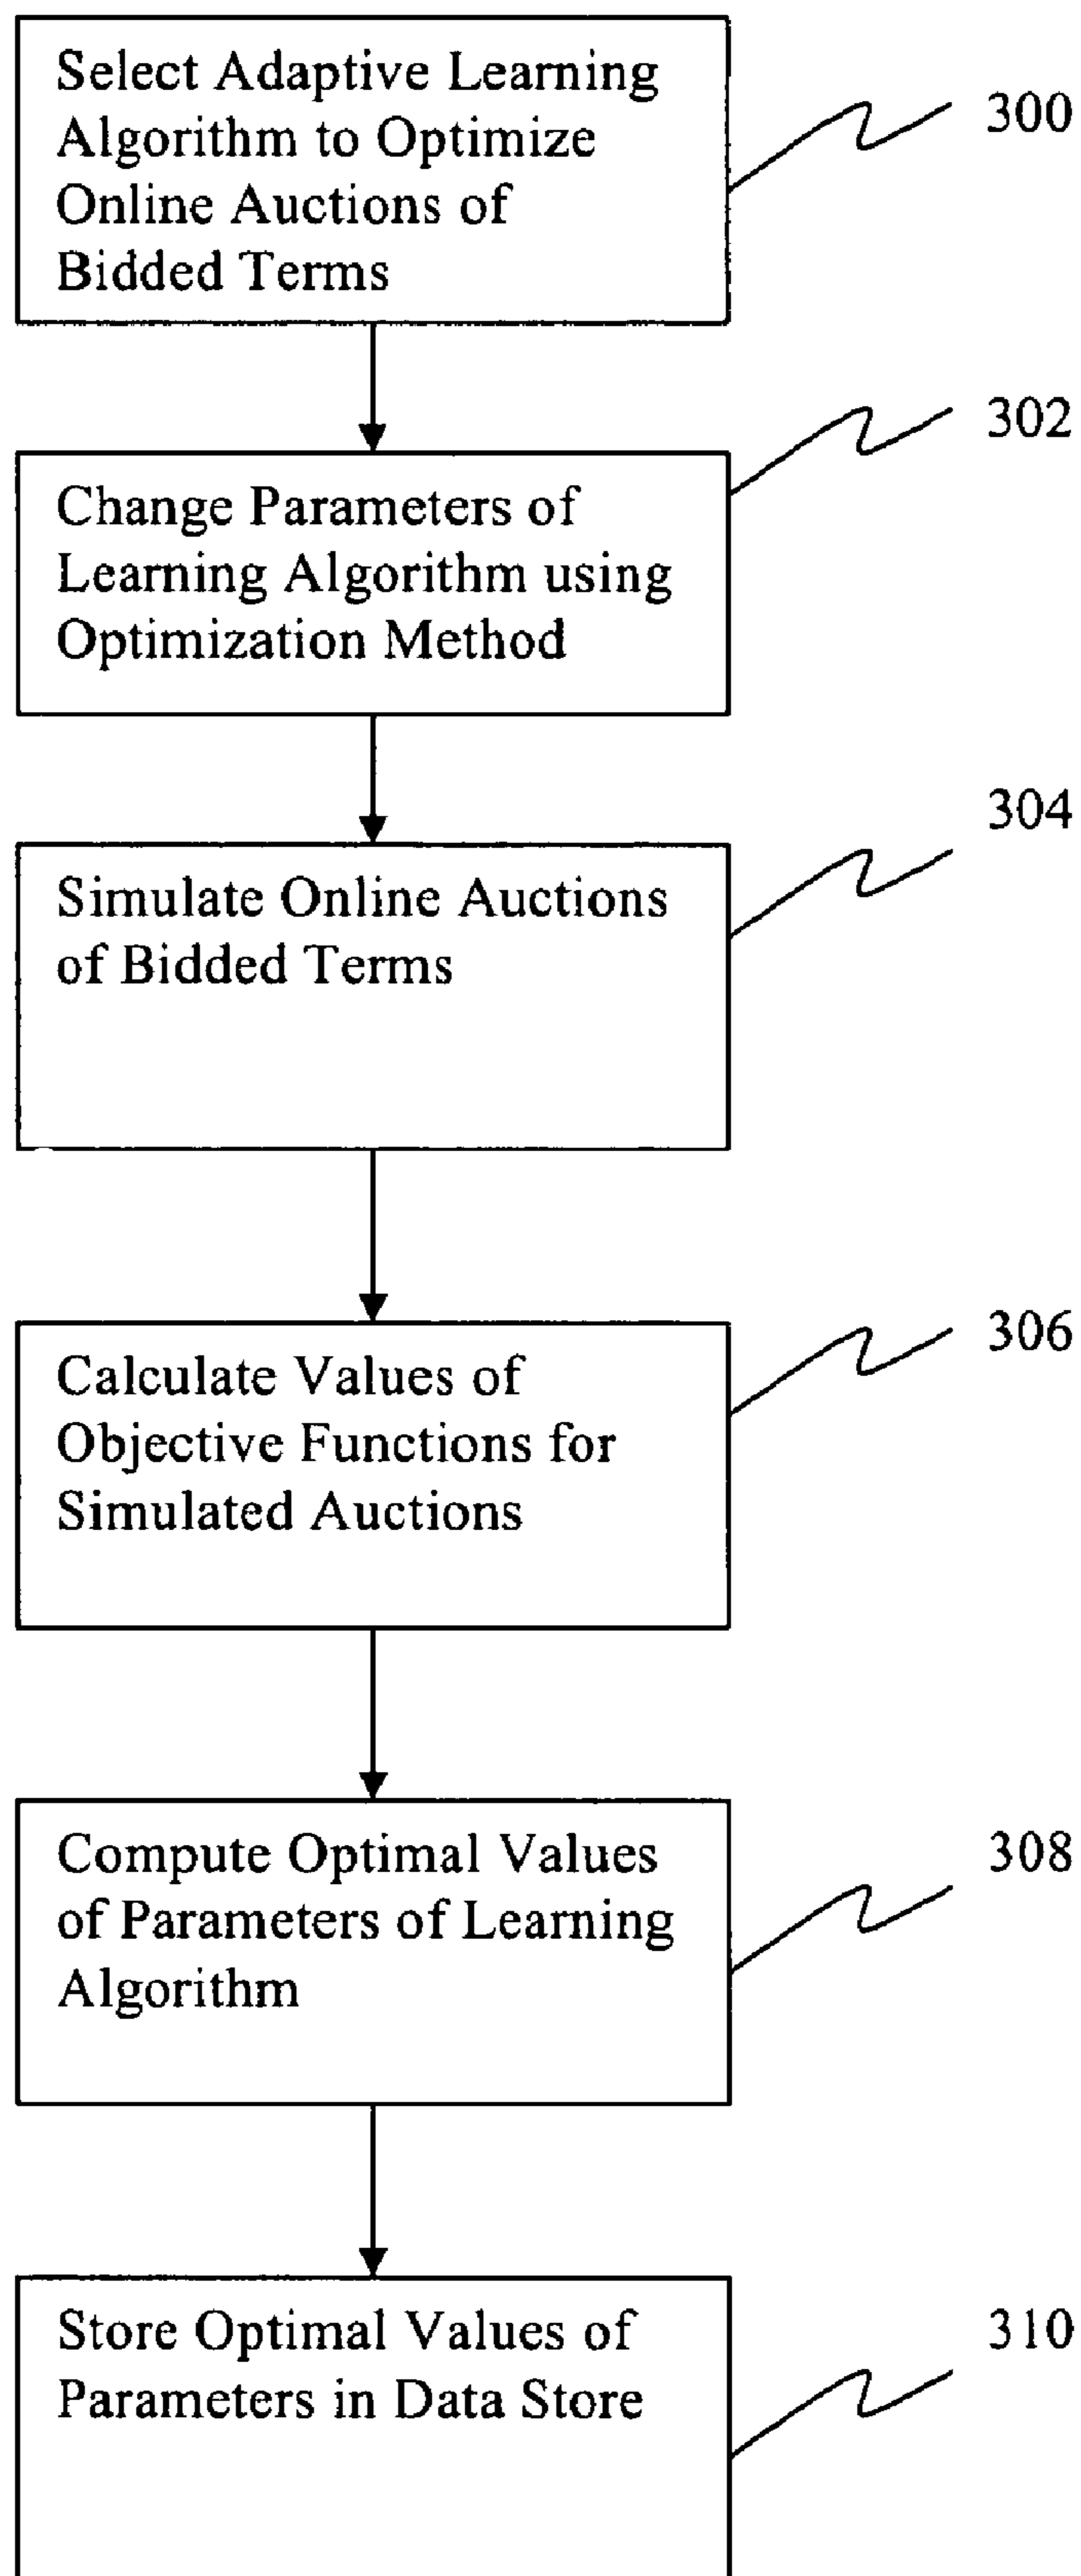 Select Adaptive Learning
Algorithm to Optimize
Online Auctions of
Bidded Terms
300
Change Parameters of
Learning Algorithm using
Optimization Method
302
Simulate Online Auctions
of Bidded Terms
304
Calculate Values of
Objective Functions for
Simulated Auctions
306
Compute Optimal Values
of Parameters of Learning
Algorithm
308
Store Optimal Values of
Parameters in Data Store
310